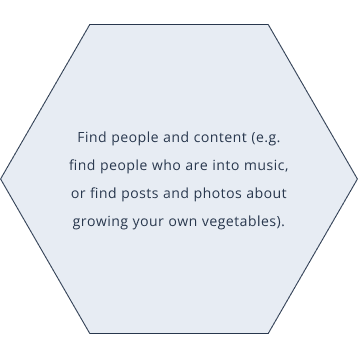 Find people and content (e.g.
find people who are into music,
or find posts and photos about
growing your own vegetables).